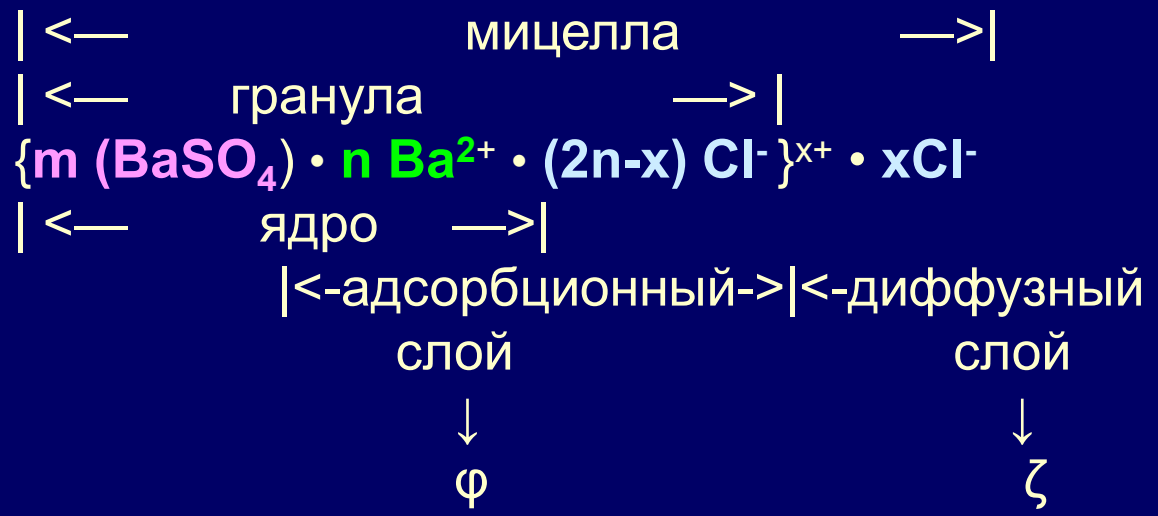 | <— мицелла —>|
| <— гранула —> |
{m (BaSO₄) • n Ba²⁺ • (2n-x) Cl⁻ }ˣ⁺ • xCl⁻
| <— ядро —>|
|<-адсорбционный->|<-диффузный
слой слой
↓ ↓
φ ζ